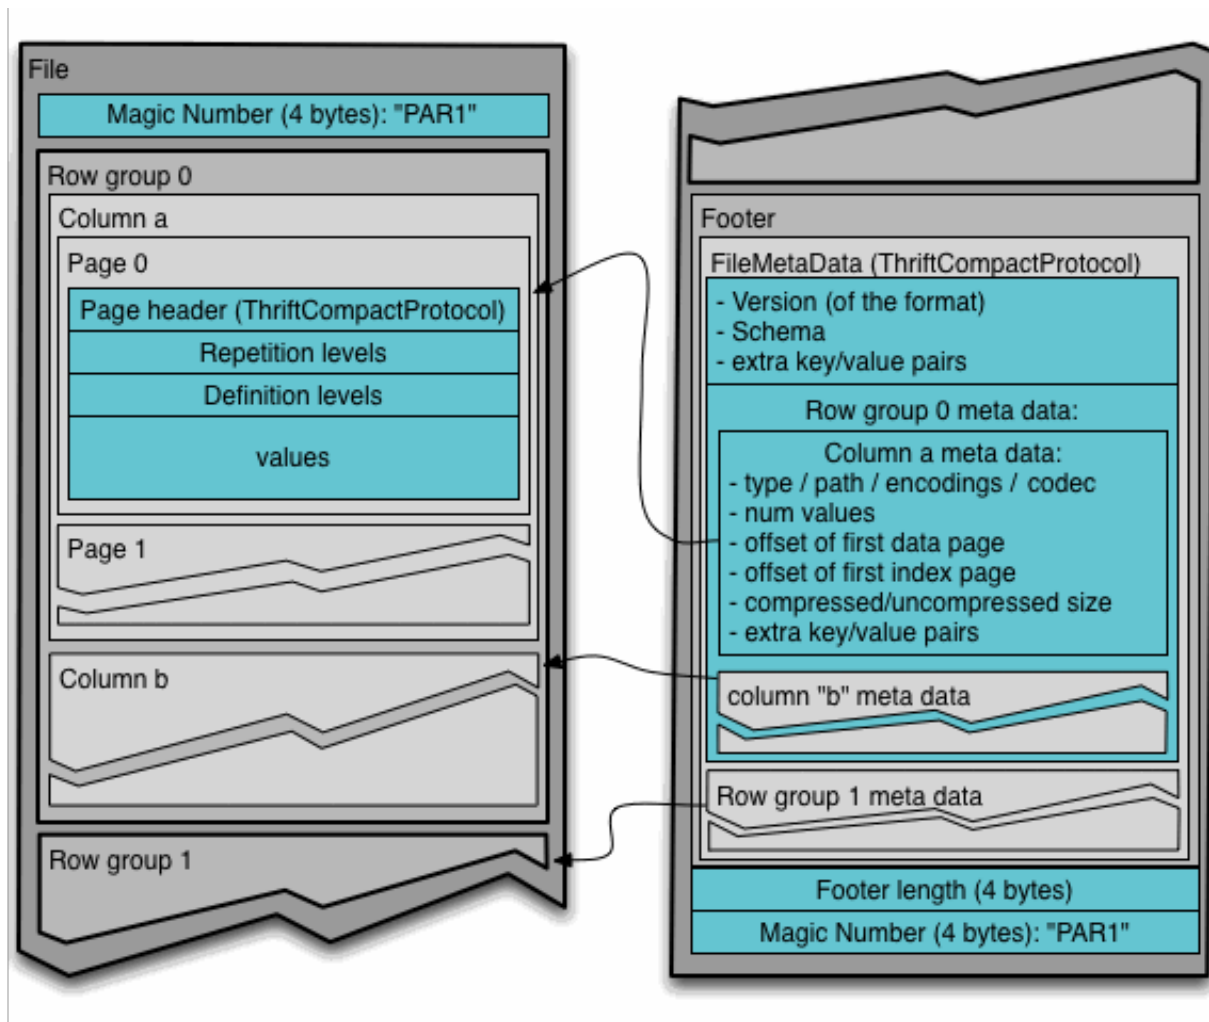 File
Magic Number (4 bytes): "PAR1"
Row group 0
Column a
Page 0
Page header (ThriftCompactProtocol)
Repetition levels
Definition levels
values
Page 1
Column b
Row group 1
Footer
FileMetaData (ThriftCompactProtocol)
- Version (of the format)
- Schema
- extra key/value pairs
Row group 0 meta data:
Column a meta data:
- type / path / encodings / codec
- num values
- offset of first data page
- offset of first index page
- compressed/uncompressed size
- extra key/value pairs
column "b" meta data
Row group 1 meta data
Footer length (4 bytes)
Magic Number (4 bytes): "PAR1"